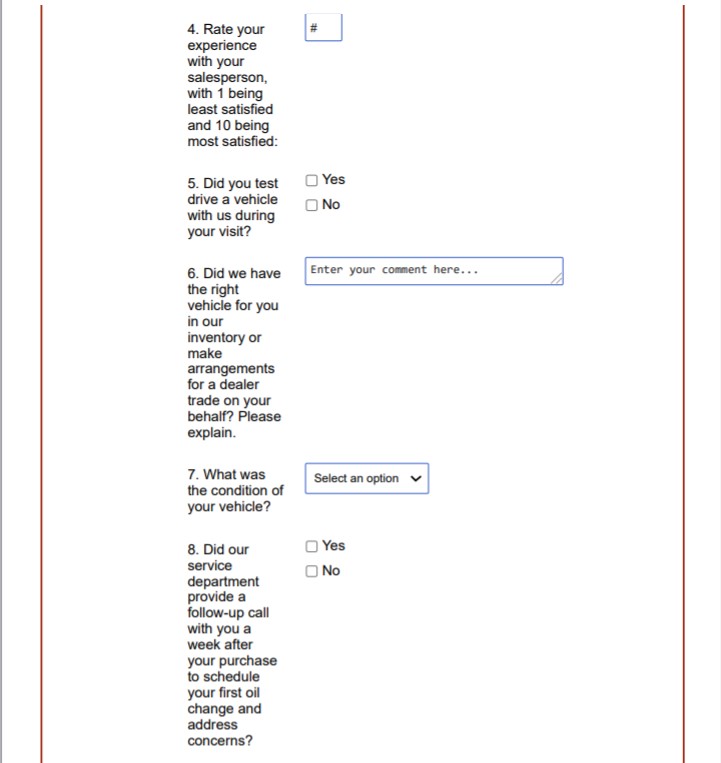 4. Rate your
experience
with your
salesperson,
with 1 being
least satisfied
and 10 being
most satisfied:
#
5. Did you test
drive a vehicle
with us during
your visit?
Yes
No
6. Did we have
the right
vehicle for you
in our
inventory or
make
arrangements
for a dealer
trade on your
behalf? Please
explain.
Enter your comment here...
7. What was
the condition of
your vehicle?
Select an option
8. Did our
service
department
provide a
follow-up call
with you a
week after
your purchase
to schedule
your first oil
change and
address
concerns?
Yes
No